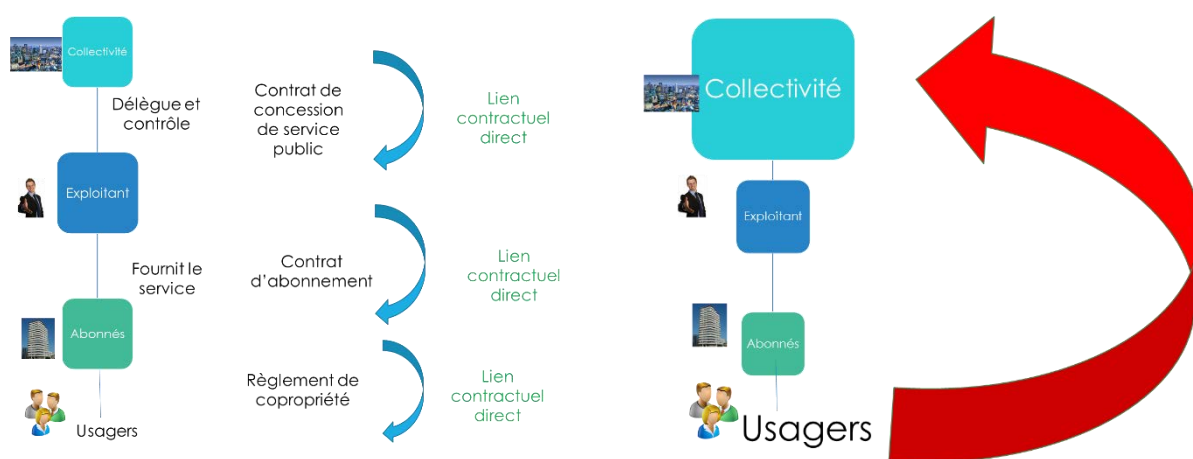 Collectivité
Délègue et
contrôle
Contrat de
concession
de service
public
Lien
contractuel
direct
Exploitant
Fournit le
service
Contrat
d'abonnement
Lien
contractuel
direct
Abonnés
Règlement de
copropriété
Lien
contractuel
direct
Usagers
Collectivité
Exploitant
Abonnés
Usagers